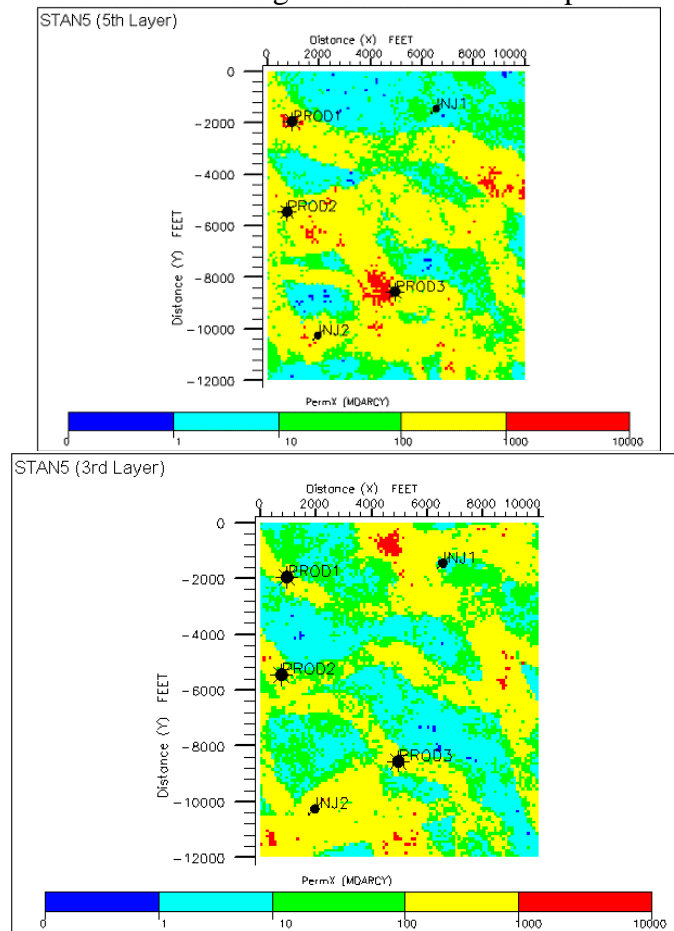 STAN5 (5th Layer)
Distance (X) FEET
0 2000 4000 6000 8000 10000
0
-2000
-4000
-6000
-8000
-10000
-12000
Distance (Y) FEET
PROD1
INJ1
PROD2
PROD3
INJ2
PermX (MDARCY)
0 1 10 100 1000 10000
STAN5 (3rd Layer)
Distance (X) FEET
0 2000 4000 6000 8000 10000
0
-2000
-4000
-6000
-8000
-10000
-12000
Distance (Y) FEET
INJ1
PROD1
PROD2
PROD3
INJ2
PermX (MDARCY)
0 1 10 100 1000 10000